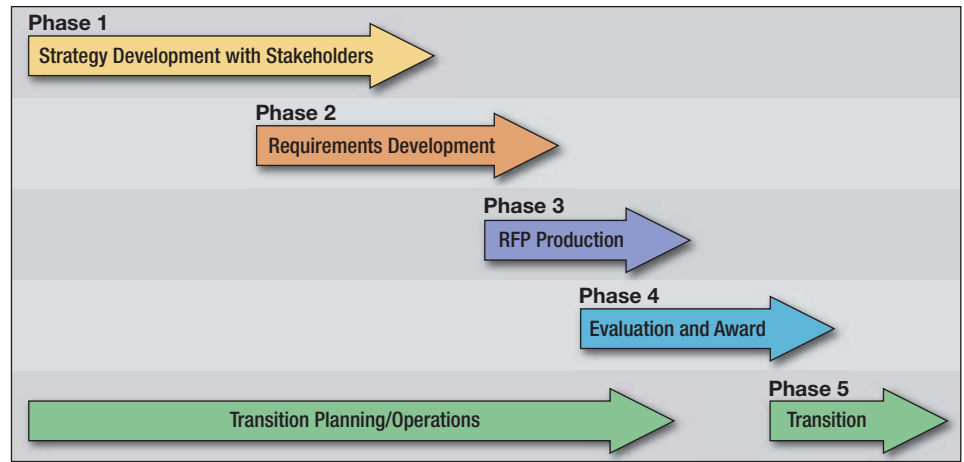 Phase 1
Strategy Development with Stakeholders
Phase 2
Requirements Development
Phase 3
RFP Production
Phase 4
Evaluation and Award
Phase 5
Transition Planning/Operations
Transition